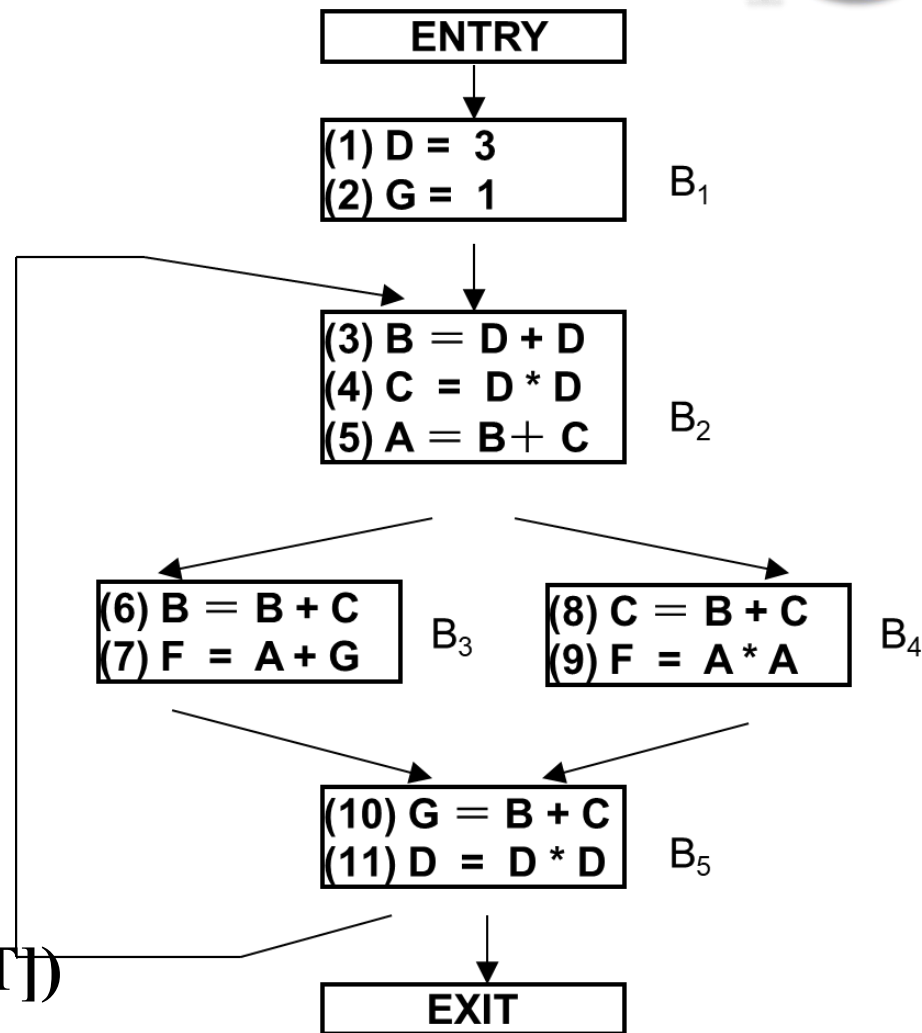 ENTRY
(1) D = 3
(2) G = 1
B₁
(3) B = D + D
(4) C = D * D
(5) A = B+ C
B₂
(6) B = B + C
(7) F = A + G
B₃
(8) C = B + C
(9) F = A * A
B₄
(10) G = B + C
(11) D = D * D
B₅
])
EXIT